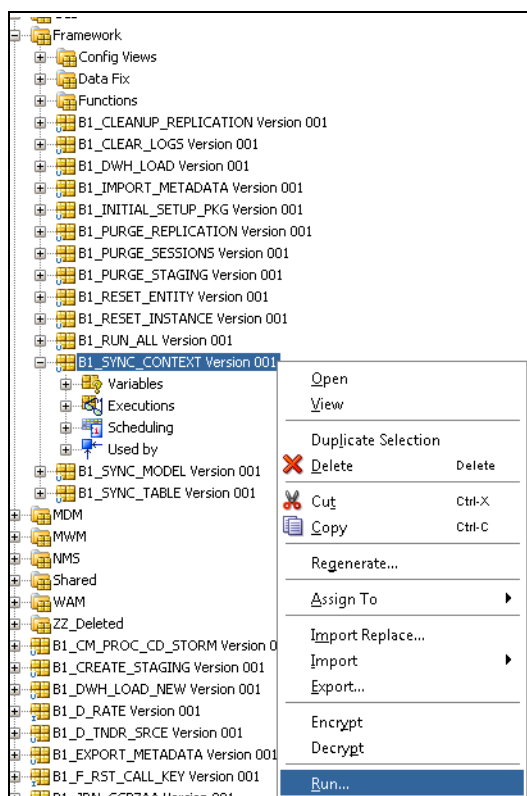 Framework
Config Views
Data Fix
Functions
B1_CLEANUP_REPLICATION Version 001
B1_CLEAR_LOGS Version 001
B1_DWH_LOAD Version 001
B1_IMPORT_METADATA Version 001
B1_INITIAL_SETUP_PKG Version 001
B1_PURGE_REPLICATION Version 001
B1_PURGE_SESSIONS Version 001
B1_PURGE_STAGING Version 001
B1_RESET_ENTITY Version 001
B1_RESET_INSTANCE Version 001
B1_RUN_ALL Version 001
B1_SYNC_CONTEXT Version 001
Variables
Executions
Scheduling
Used by
B1_SYNC_MODEL Version 001
B1_SYNC_TABLE Version 001
MDM
MWM
NMS
Shared
WAM
ZZ_Deleted
B1_CM_PROC_CD_STORM Version 0
B1_CREATE_STAGING Version 001
B1_DWH_LOAD_NEW Version 001
B1_D_RATE Version 001
B1_D_TNDR_SRCE Version 001
B1_EXPORT_METADATA Version 001
B1_F_RST_CALL_KEY Version 001
Open
View
Duplicate Selection
Delete Delete
Cut Ctrl-X
Copy Ctrl-C
Regenerate...
Assign To
Import Replace...
Import
Export...
Encrypt
Decrypt
Run...